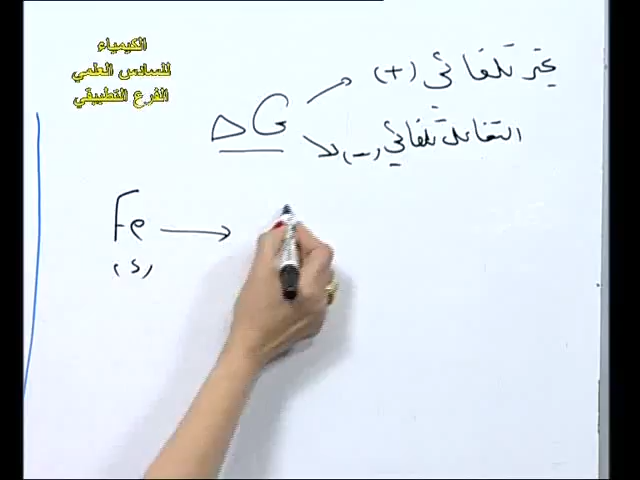 الكيمياء
للسادس العلمي
الفرع التطبيقي
(+) غير تلقائي
ΔG
(-) التفاعل تلقائي
Fe →
(s)